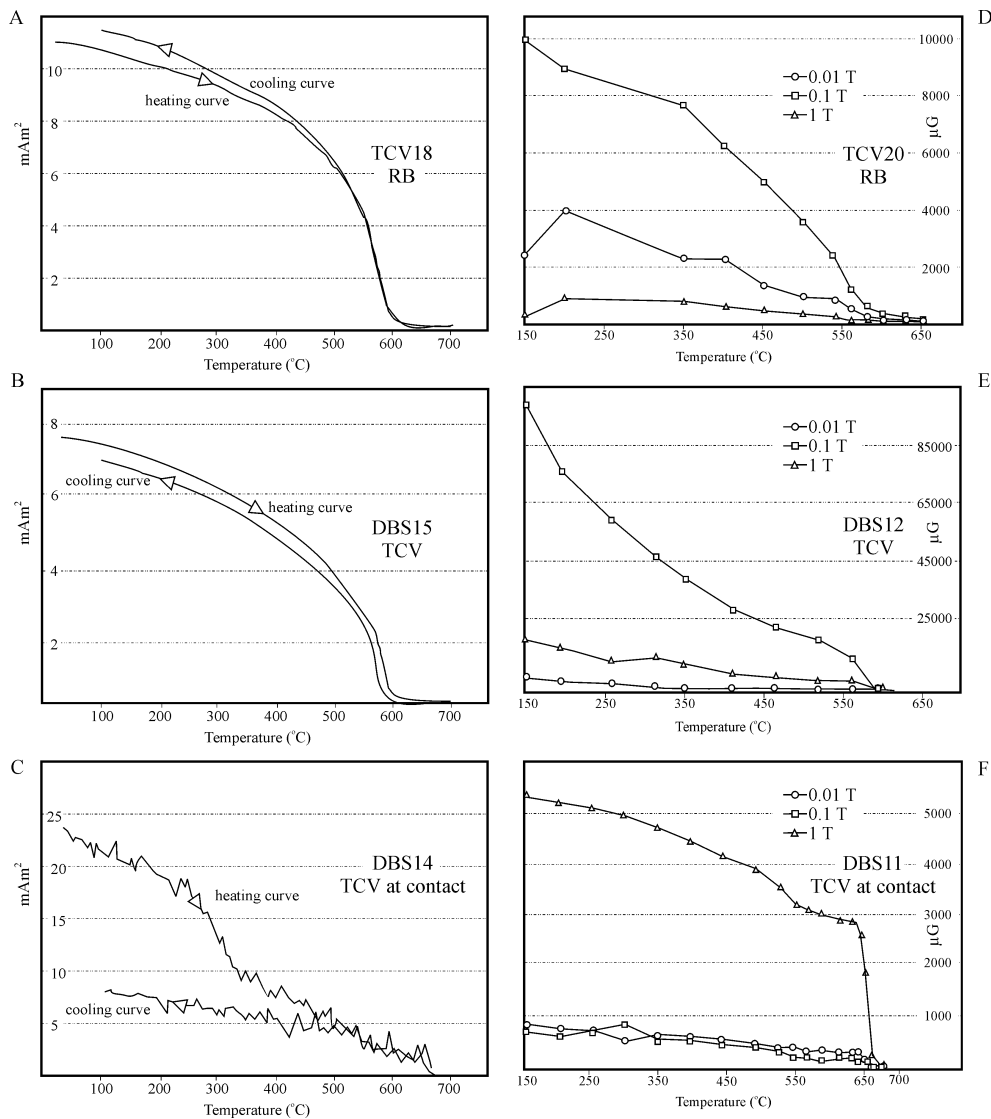 A
10
8
6
4
2
mAm²
cooling curve
heating curve
TCV18
RB
100 200 300 400 500 600 700
Temperature (°C)
D
10000
8000
6000
4000
2000
µG
0.01 T
0.1 T
1 T
TCV20
RB
150 250 350 450 550 650
Temperature (°C)
B
8
6
4
2
mAm²
cooling curve
heating curve
DBS15
TCV
100 200 300 400 500 600 700
Temperature (°C)
E
85000
65000
45000
25000
µG
0.01 T
0.1 T
1 T
DBS12
TCV
150 250 350 450 550 650
Temperature (°C)
C
25
20
15
10
5
mAm²
heating curve
cooling curve
DBS14
TCV at contact
100 200 300 400 500 600 700
Temperature (°C)
F
5000
4000
3000
2000
1000
µG
0.01 T
0.1 T
1 T
DBS11
TCV at contact
150 250 350 450 550 650 700
Temperature (°C)